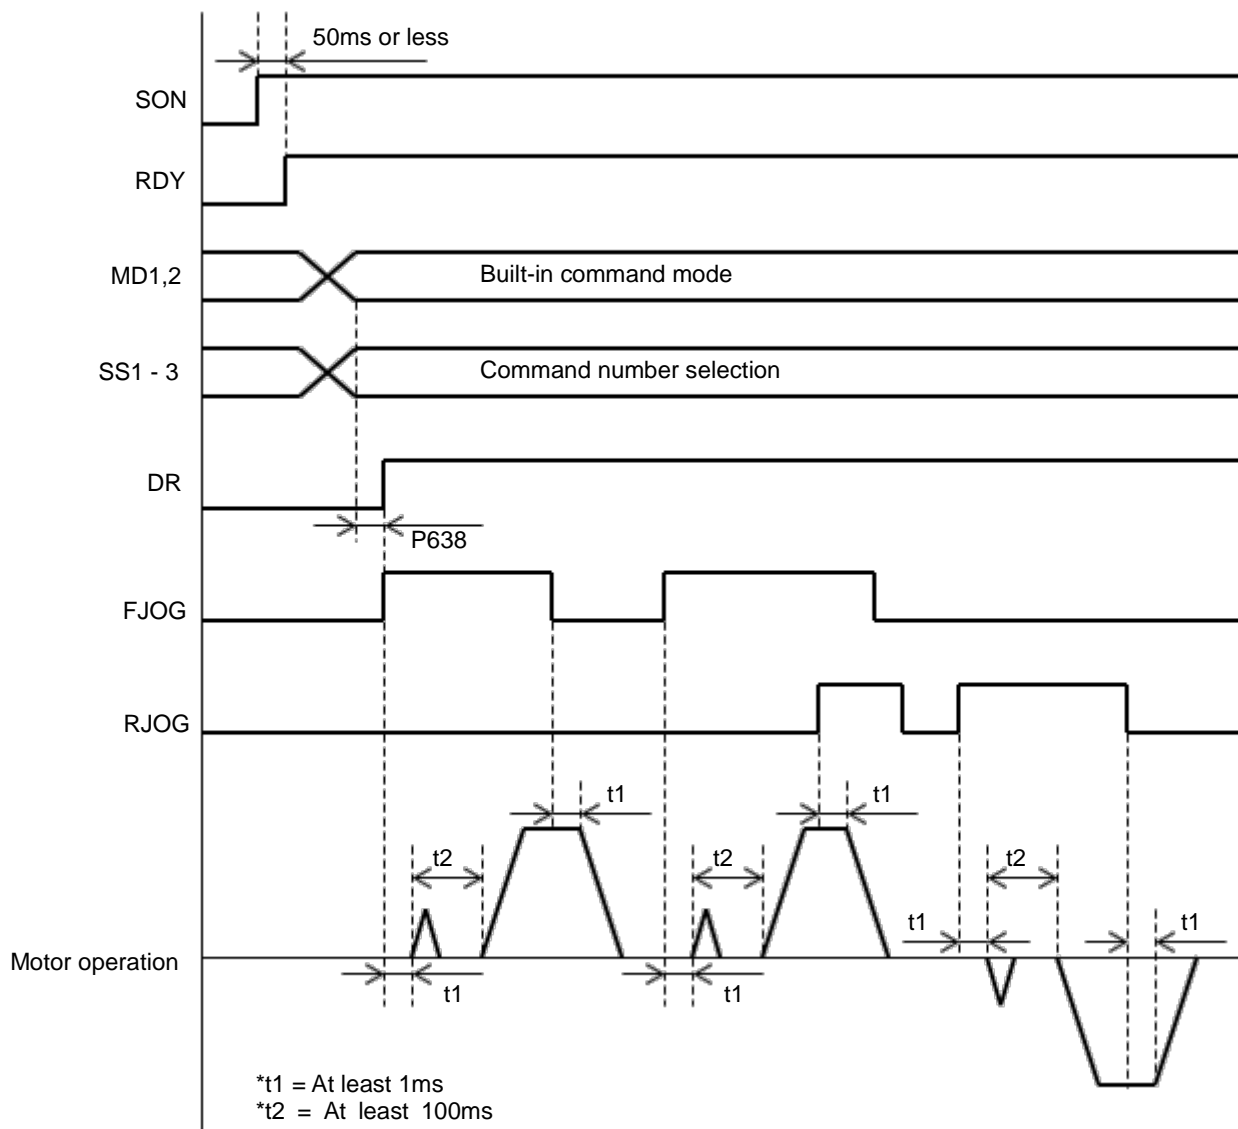 50ms or less
SON
RDY
MD1,2
Built-in command mode
SS1 - 3
Command number selection
DR
P638
FJOG
RJOG
t1
t1
t2
t2
t2
t1
t1
Motor operation
t1
t1
*t1 = At least 1ms
*t2 = At least 100ms